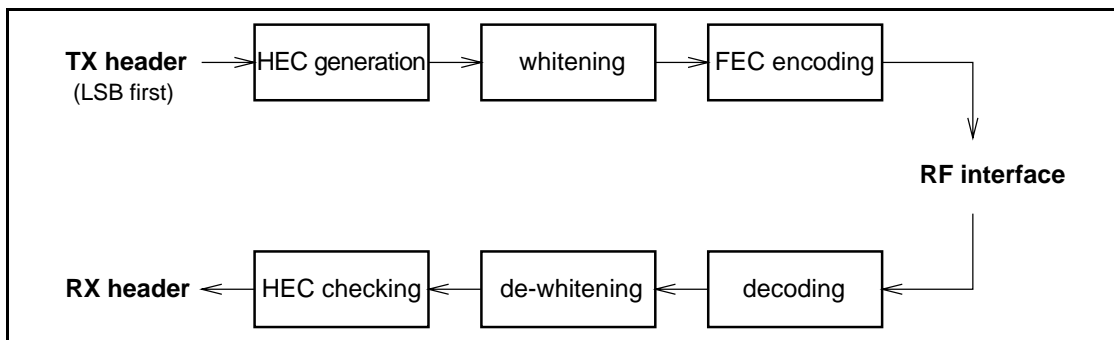 TX header
(LSB first)
HEC generation
whitening
FEC encoding
RF interface
RX header
HEC checking
de-whitening
decoding